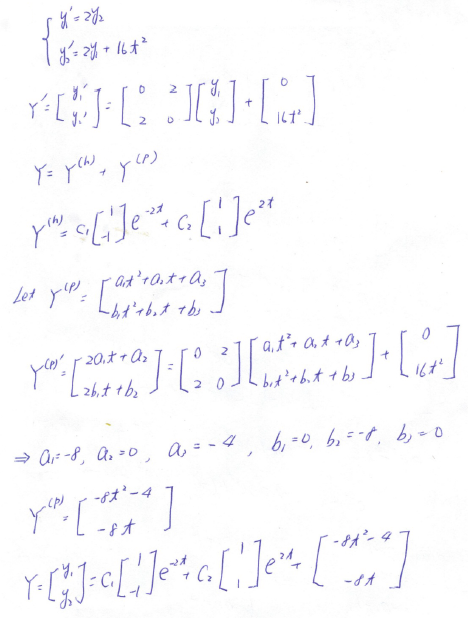 { y₁' = 2y₂
y₂' = 2y₁ + 16t²
Y' = [y₁'; y₂'] = [0 2; 2 0][y₁; y₂] + [0; 16t²]
Y = Y⁽ʰ⁾ + Y⁽ᵖ⁾
Y⁽ʰ⁾ = c₁[1; -1]e^{-2t} + c₂[1; 1]e^{2t}
Let Y⁽ᵖ⁾ = [a₁t² + a₂t + a₃; b₁t² + b₂t + b₃]
Y⁽ᵖ⁾' = [2a₁t + a₂; 2b₁t + b₂] = [0 2; 2 0][a₁t² + a₂t + a₃; b₁t² + b₂t + b₃] + [0; 16t²]
⇒ a₁ = -8, a₂ = 0, a₃ = -4, b₁ = 0, b₂ = -8, b₃ = 0
Y⁽ᵖ⁾ = [-8t² - 4; -8t]
Y = [y₁; y₂] = c₁[1; -1]e^{-2t} + c₂[1; 1]e^{2t} + [-8t² - 4; -8t]